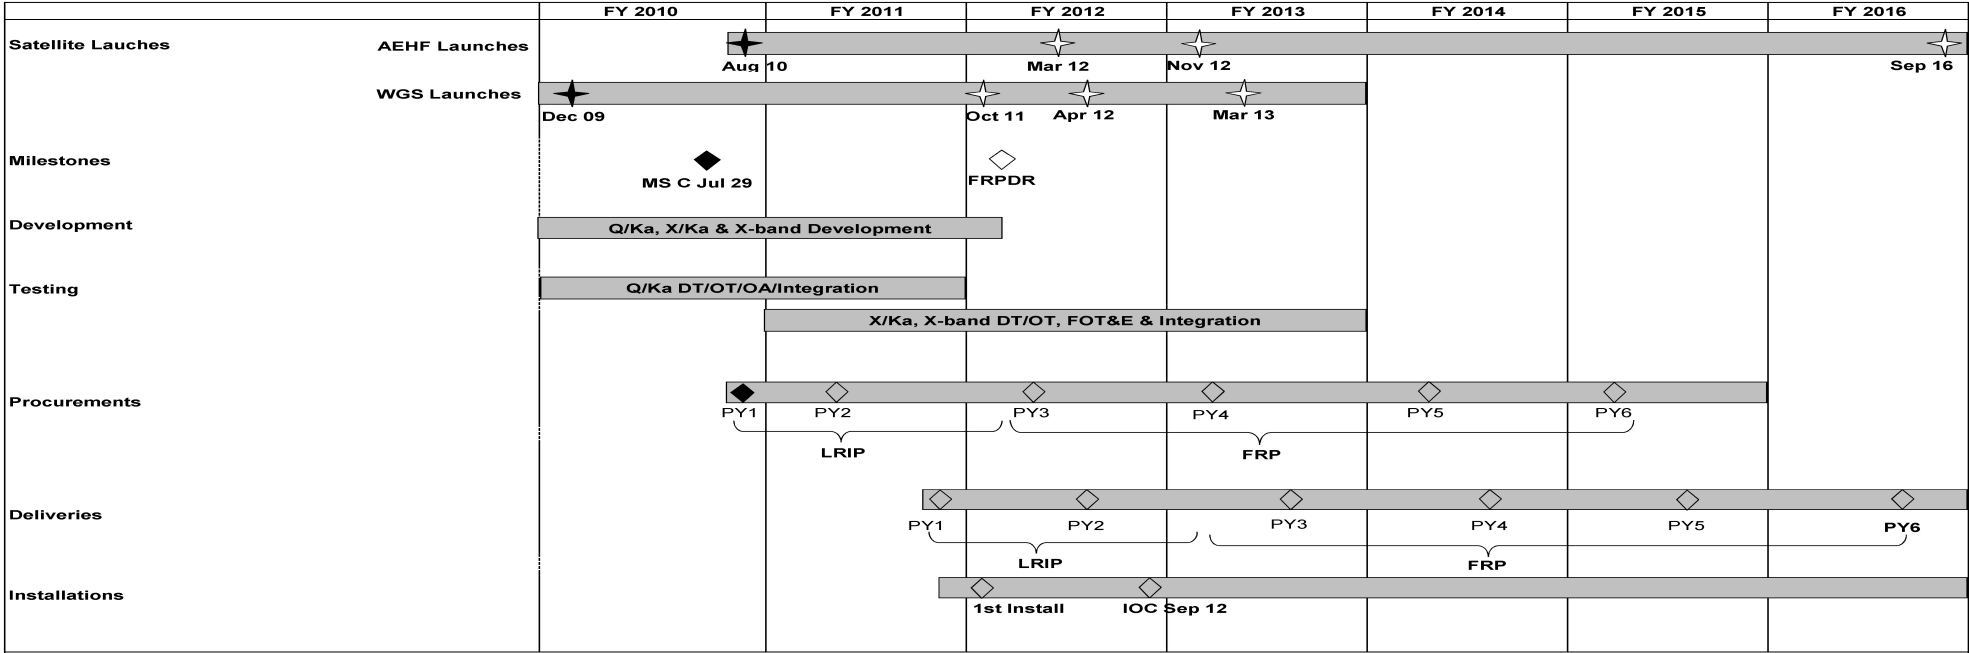 FY 2010 FY 2011 FY 2012 FY 2013 FY 2014 FY 2015 FY 2016
Satellite Lauches AEHF Launches
Aug 10 Mar 12 Nov 12 Sep 16
WGS Launches
Dec 09 Oct 11 Apr 12 Mar 13
Milestones
MS C Jul 29 FRPDR
Development Q/Ka, X/Ka & X-band Development
Testing Q/Ka DT/OT/OA/Integration
X/Ka, X-band DT/OT, FOT&E & Integration
Procurements
PY1 PY2 PY3 PY4 PY5 PY6
LRIP FRP
Deliveries
PY1 PY2 PY3 PY4 PY5 PY6
LRIP FRP
Installations
1st Install IOC Sep 12